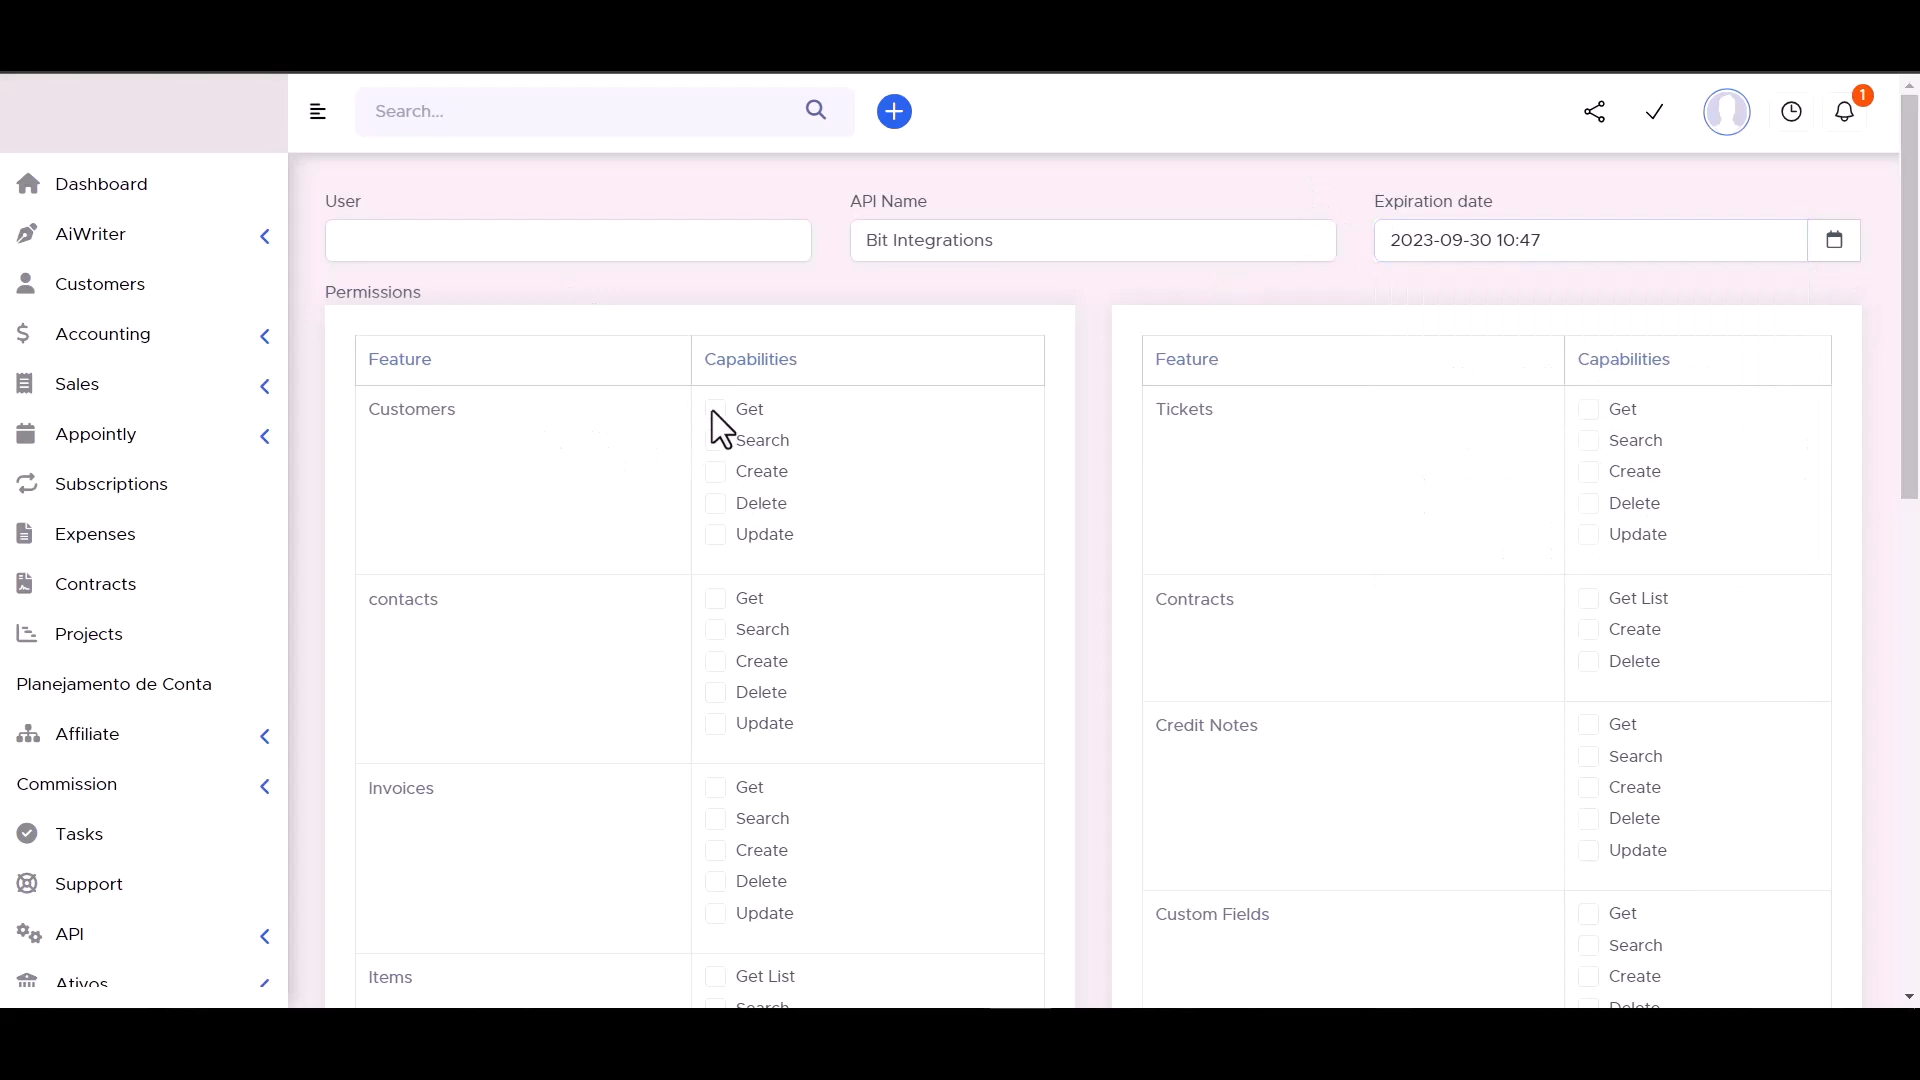 Search...
1
Dashboard
AiWriter
Customers
Accounting
Sales
Appointly
Subscriptions
Expenses
Contracts
Projects
Planejamento de Conta
Affiliate
Commission
Tasks
Support
API
Ativos
User
API Name
Bit Integrations
Expiration date
2023-09-30 10:47
Permissions
Feature
Capabilities
Customers
Get
Search
Create
Delete
Update
contacts
Get
Search
Create
Delete
Update
Invoices
Get
Search
Create
Delete
Update
Items
Get List
Search
Feature
Capabilities
Tickets
Get
Search
Create
Delete
Update
Contracts
Get List
Create
Delete
Credit Notes
Get
Search
Create
Delete
Update
Custom Fields
Get
Search
Create
Delete